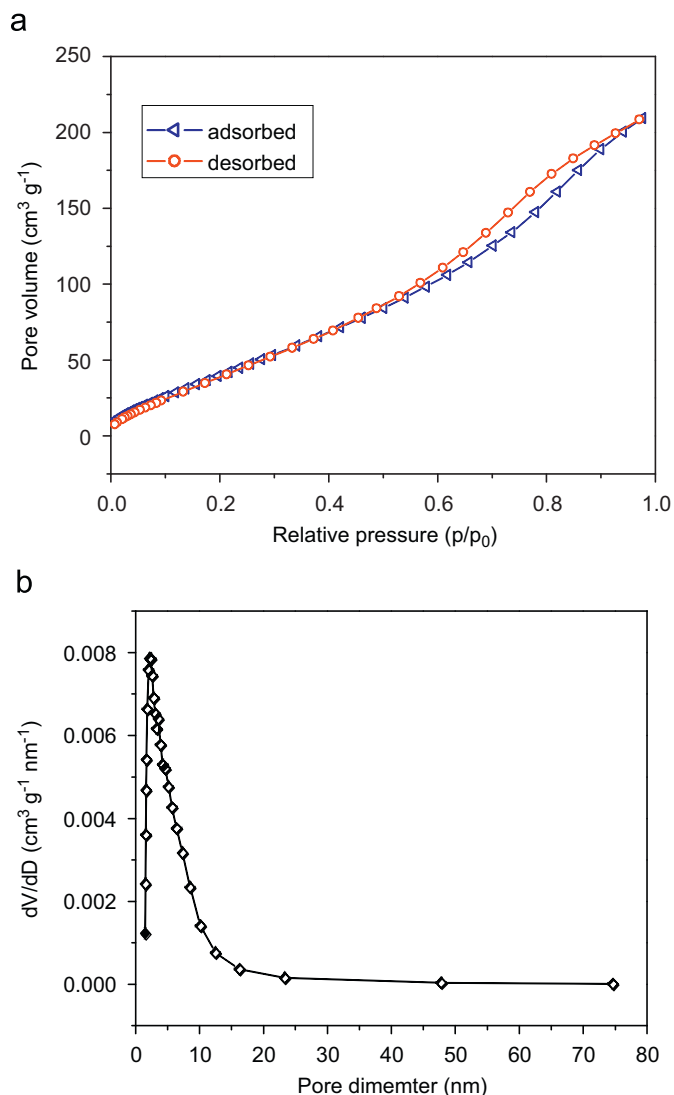 a
250
200
150
100
50
0
Pore volume (cm³ g⁻¹)
adsorbed
desorbed
0.0 0.2 0.4 0.6 0.8 1.0
Relative pressure (p/p₀)
b
0.008
0.006
0.004
0.002
0.000
dV/dD (cm³ g⁻¹ nm⁻¹)
0 10 20 30 40 50 60 70 80
Pore dimemter (nm)